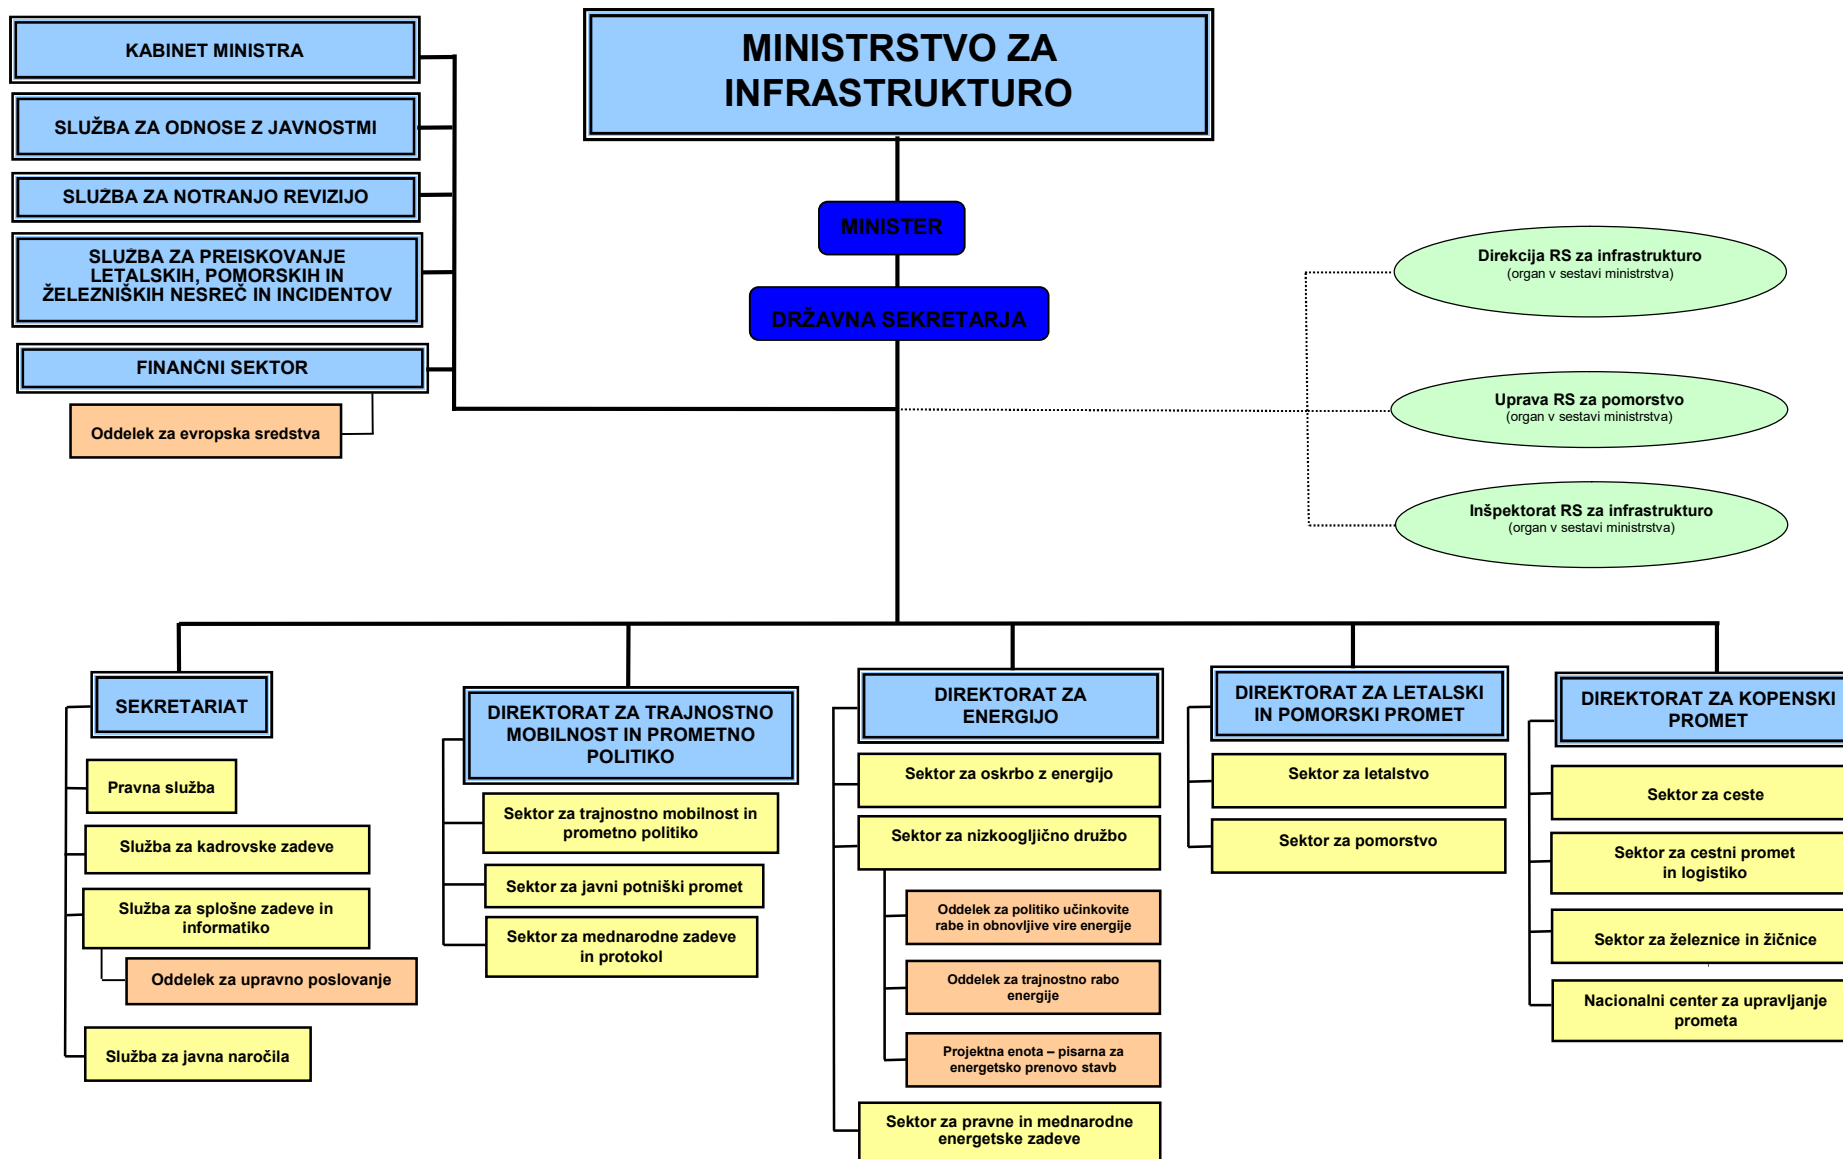 MINISTRSTVO ZA
INFRASTRUKTURO
KABINET MINISTRA
SLUŽBA ZA ODNOSE Z JAVNOSTMI
SLUŽBA ZA NOTRANJO REVIZIJO
SLUŽBA ZA PREISKOVANJE
LETALSKIH, POMORSKIH IN
ŽELEZNIŠKIH NESREČ IN INCIDENTOV
FINANČNI SEKTOR
Oddelek za evropska sredstva
MINISTER
DRŽAVNA SEKRETARJA
Direkcija RS za infrastrukturo
(organ v sestavi ministrstva)
Uprava RS za pomorstvo
(organ v sestavi ministrstva)
Inšpektorat RS za infrastrukturo
(organ v sestavi ministrstva)
SEKRETARIAT
Pravna služba
Služba za kadrovske zadeve
Služba za splošne zadeve in
informatiko
Oddelek za upravno poslovanje
Služba za javna naročila
DIREKTORAT ZA TRAJNOSTNO
MOBILNOST IN PROMETNO
POLITIKO
Sektor za trajnostno mobilnost in
prometno politiko
Sektor za javni potniški promet
Sektor za mednarodne zadeve
in protokol
DIREKTORAT ZA
ENERGIJO
Sektor za oskrbo z energijo
Sektor za nizkoogljično družbo
Oddelek za politiko učinkovite
rabe in obnovljive vire energije
Oddelek za trajnostno rabo
energije
Projektna enota – pisarna za
energetsko prenovo stavb
Sektor za pravne in mednarodne
energetske zadeve
DIREKTORAT ZA LETALSKI
IN POMORSKI PROMET
Sektor za letalstvo
Sektor za pomorstvo
DIREKTORAT ZA KOPENSKI
PROMET
Sektor za ceste
Sektor za cestni promet
in logistiko
Sektor za železnice in žičnice
Nacionalni center za upravljanje
prometa